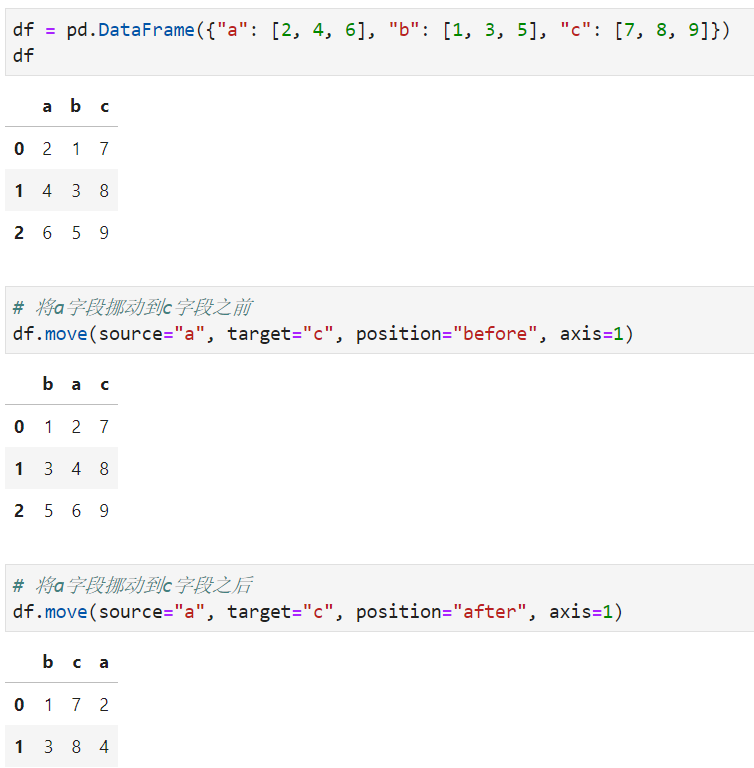 df = pd.DataFrame({"a": [2, 4, 6], "b": [1, 3, 5], "c": [7, 8, 9]})
df
a b c
0 2 1 7
1 4 3 8
2 6 5 9
# 将a字段挪动到c字段之前
df.move(source="a", target="c", position="before", axis=1)
b a c
0 1 2 7
1 3 4 8
2 5 6 9
# 将a字段挪动到c字段之后
df.move(source="a", target="c", position="after", axis=1)
b c a
0 1 7 2
1 3 8 4